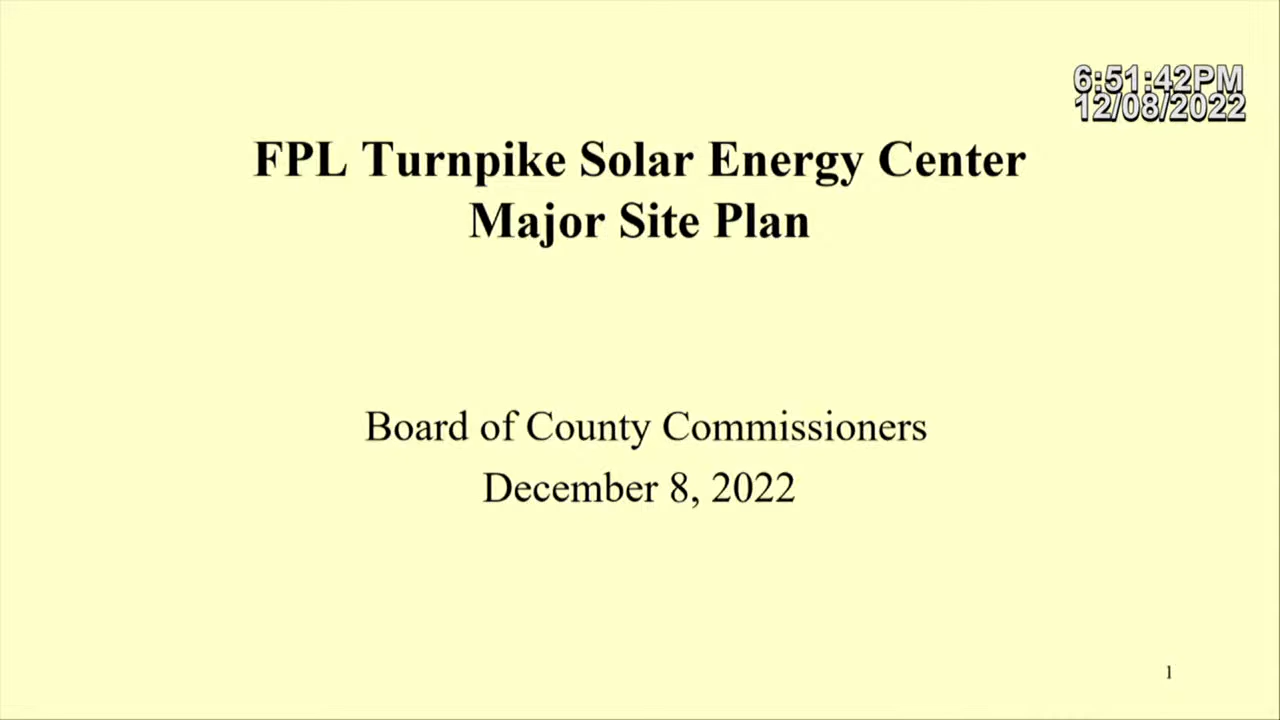 6:51:42PM
12/08/2022
FPL Turnpike Solar Energy Center
Major Site Plan
Board of County Commissioners
December 8, 2022
1